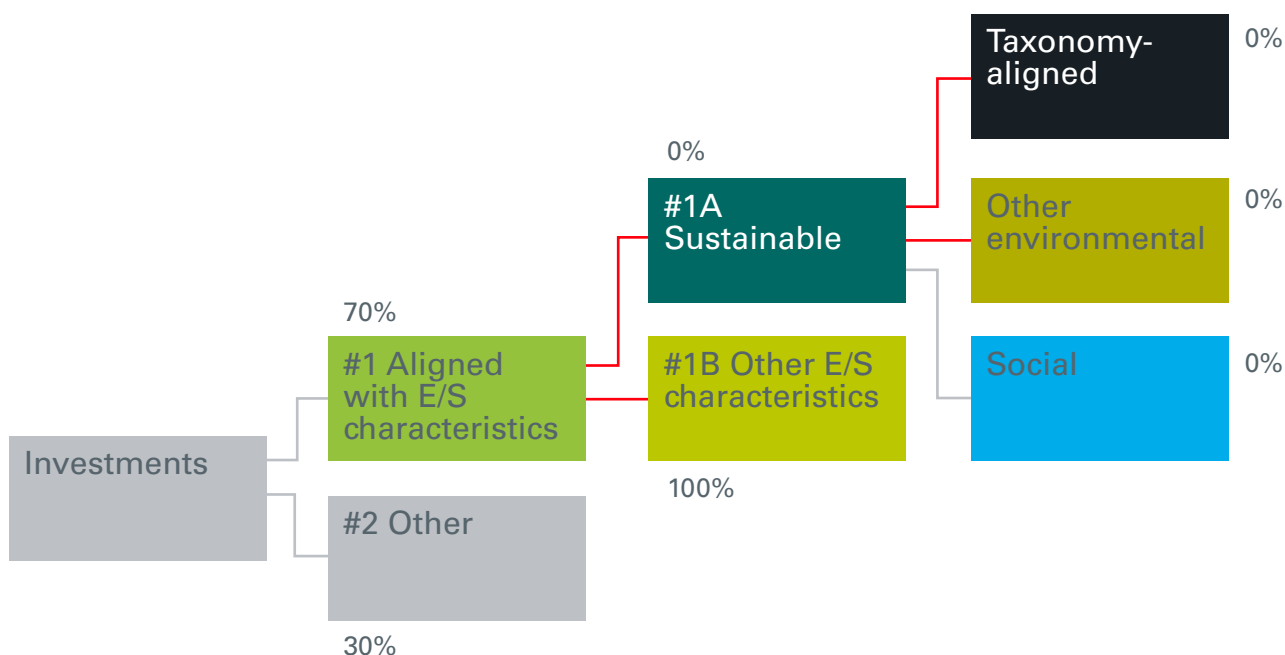 Taxonomy-
aligned
0%
0%
#1A
Sustainable
Other
environmental
0%
70%
#1 Aligned
with E/S
characteristics
#1B Other E/S
characteristics
Social
0%
Investments
100%
#2 Other
30%